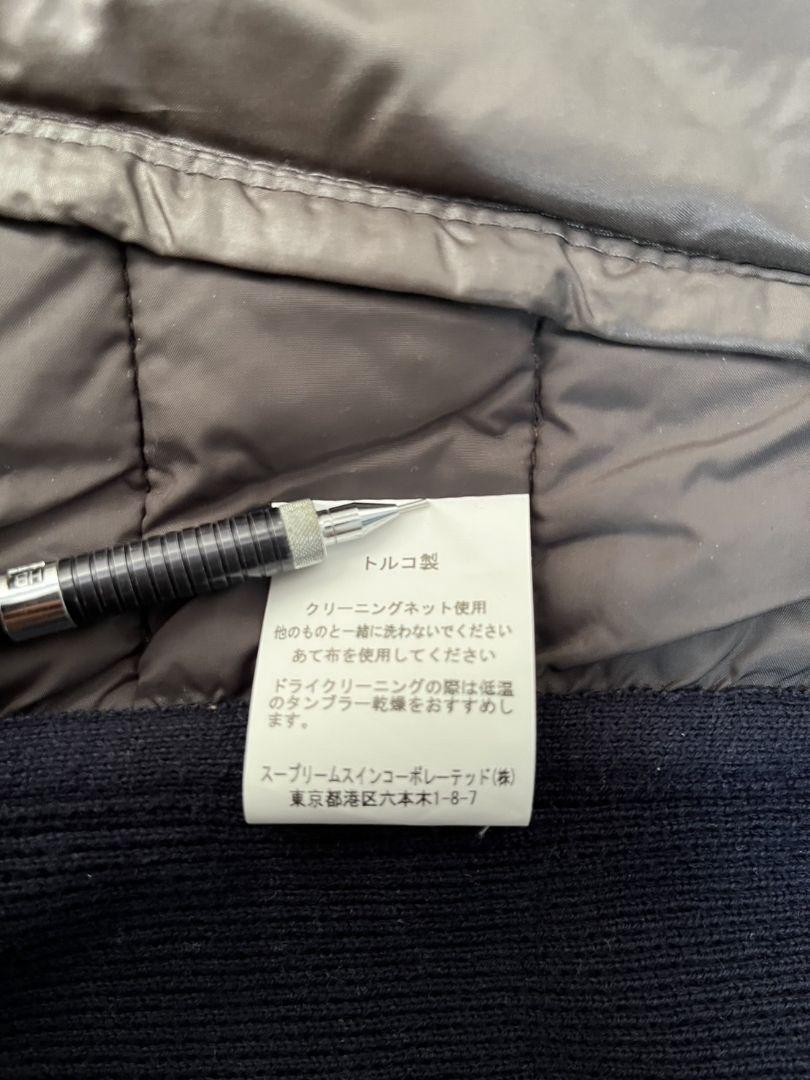 HB
トルコ製
クリーニングネット使用
他のものと一緒に洗わないでください
あて布を使用してください
ドライクリーニングの際は低温
のタンブラー乾燥をおすすめし
ます。
スープリームスインコーポレーテッド(株)
東京都港区六本木1-8-7